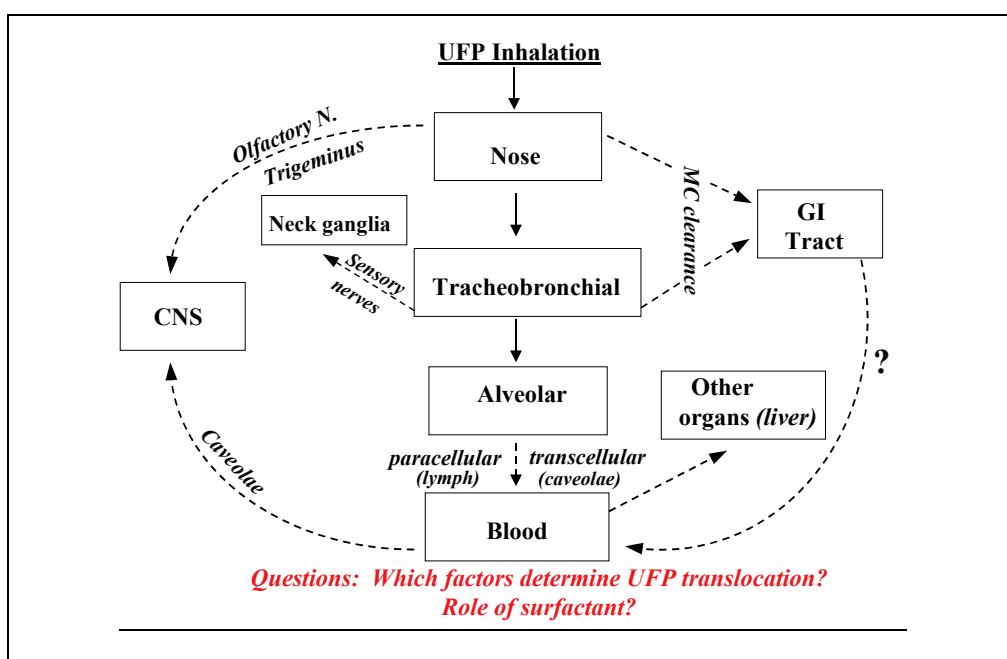 UFP Inhalation
Olfactory N.
Trigeminus
Nose
MC clearance
Neck ganglia
GI
Tract
Sensory
nerves
Tracheobronchial
CNS
?
Alveolar
Other
organs (liver)
Caveolae
paracellular
(lymph)
transcellular
(caveolae)
Blood
Questions: Which factors determine UFP translocation?
Role of surfactant?